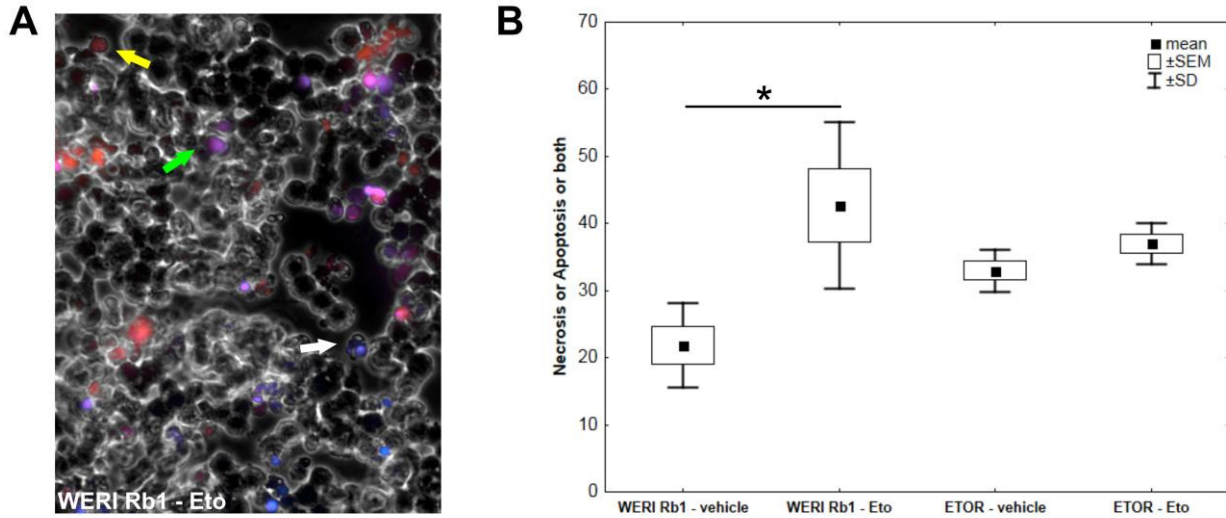 A
WERI Rb1 - Eto
B
Necrosis or Apoptosis or both
70
60
50
40
30
20
10
0
*
mean
±SEM
±SD
WERI Rb1 - vehicle
WERI Rb1 - Eto
ETOR - vehicle
ETOR - Eto